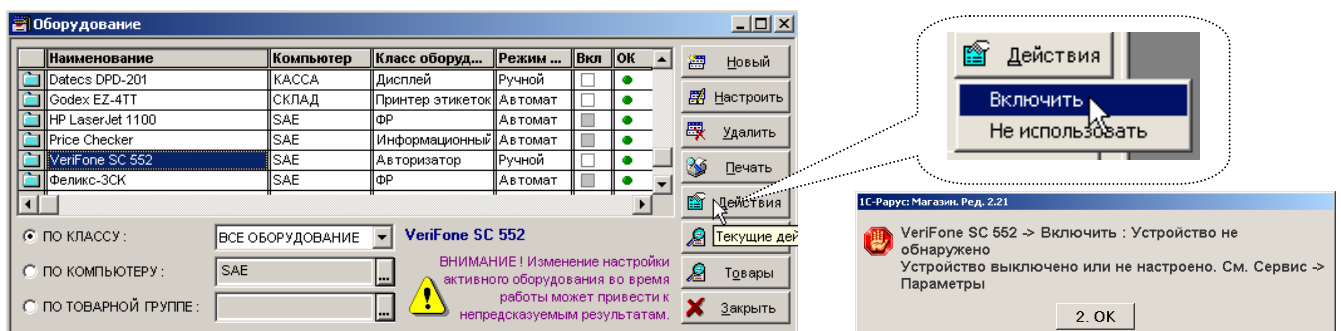 Оборудование
Наименование Компьютер Класс оборуд... Режим ... Вкл ОК
Datecs DPD-201 КАССА Дисплей Ручной
Godex EZ-4TT СКЛАД Принтер этикеток Автомат
HP LaserJet 1100 SAE ФР Автомат
Price Checker SAE Информационный Автомат
VeriFone SC 552 SAE Авторизатор Ручной
Феликс-3СК SAE ФР Автомат
Новый
Настроить
Удалить
Печать
Действия
Текущие дей
Товары
Закрыть
ПО КЛАССУ : ВСЕ ОБОРУДОВАНИЕ
ПО КОМПЬЮТЕРУ : SAE ...
ПО ТОВАРНОЙ ГРУППЕ : ...
VeriFone SC 552
ВНИМАНИЕ ! Изменение настройки
активного оборудования во время
работы может привести к
непредсказуемым результатам.
Действия
Включить
Не использовать
1С-Рарус: Магазин. Ред. 2.21
VeriFone SC 552 -> Включить : Устройство не
обнаружено
Устройство выключено или не настроено. См. Сервис ->
Параметры
2. ОК